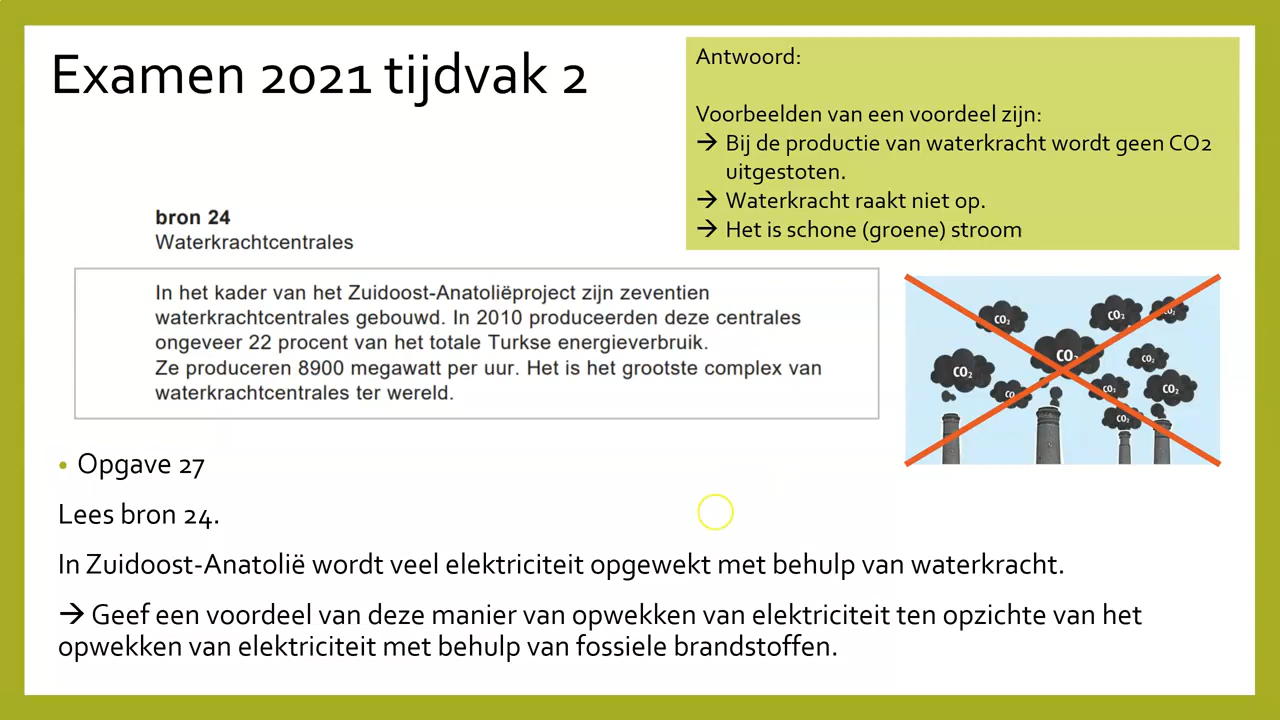 Examen 2021 tijdvak 2
Antwoord:
Voorbeelden van een voordeel zijn:
→ Bij de productie van waterkracht wordt geen CO2
uitgestoten.
→ Waterkracht raakt niet op.
→ Het is schone (groene) stroom
bron 24
Waterkrachtcentrales
In het kader van het Zuidoost-Anatoliëproject zijn zeventien
waterkrachtcentrales gebouwd. In 2010 produceerden deze centrales
ongeveer 22 procent van het totale Turkse energieverbruik.
Ze produceren 8900 megawatt per uur. Het is het grootste complex van
waterkrachtcentrales ter wereld.
CO₂
CO₂
CO₂
CO₂
CO₂
CO₂
CO₂
CO₂
CO₂
• Opgave 27
Lees bron 24.
In Zuidoost-Anatolië wordt veel elektriciteit opgewekt met behulp van waterkracht.
→ Geef een voordeel van deze manier van opwekken van elektriciteit ten opzichte van het
opwekken van elektriciteit met behulp van fossiele brandstoffen.